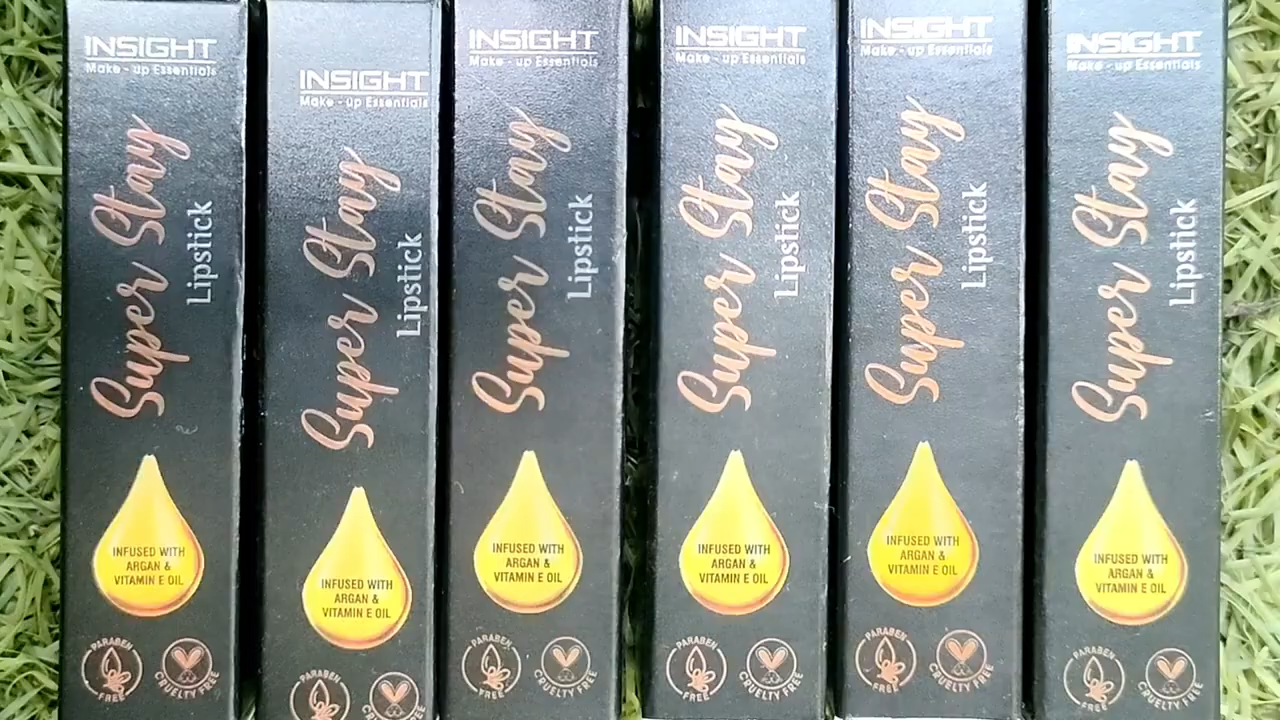 INSIGHT
Make - up Essentials
Super Stay
Lipstick
INFUSED WITH
ARGAN &
VITAMIN E OIL
PARABEN
FREE
CRUELTY FREE
INSIGHT
Make - up Essentials
Super Stay
Lipstick
INFUSED WITH
ARGAN &
VITAMIN E OIL
PARABEN
FREE
CRUELTY FREE
INSIGHT
Make - up Essentials
Super Stay
Lipstick
INFUSED WITH
ARGAN &
VITAMIN E OIL
PARABEN
FREE
CRUELTY FREE
INSIGHT
Make - up Essentials
Super Stay
Lipstick
INFUSED WITH
ARGAN &
VITAMIN E OIL
PARABEN
FREE
CRUELTY FREE
INSIGHT
Make - up Essentials
Super Stay
Lipstick
INFUSED WITH
ARGAN &
VITAMIN E OIL
PARABEN
FREE
CRUELTY FREE
INSIGHT
Make - up Essentials
Super Stay
Lipstick
INFUSED WITH
ARGAN &
VITAMIN E OIL
PARABEN
FREE
CRUELTY FREE